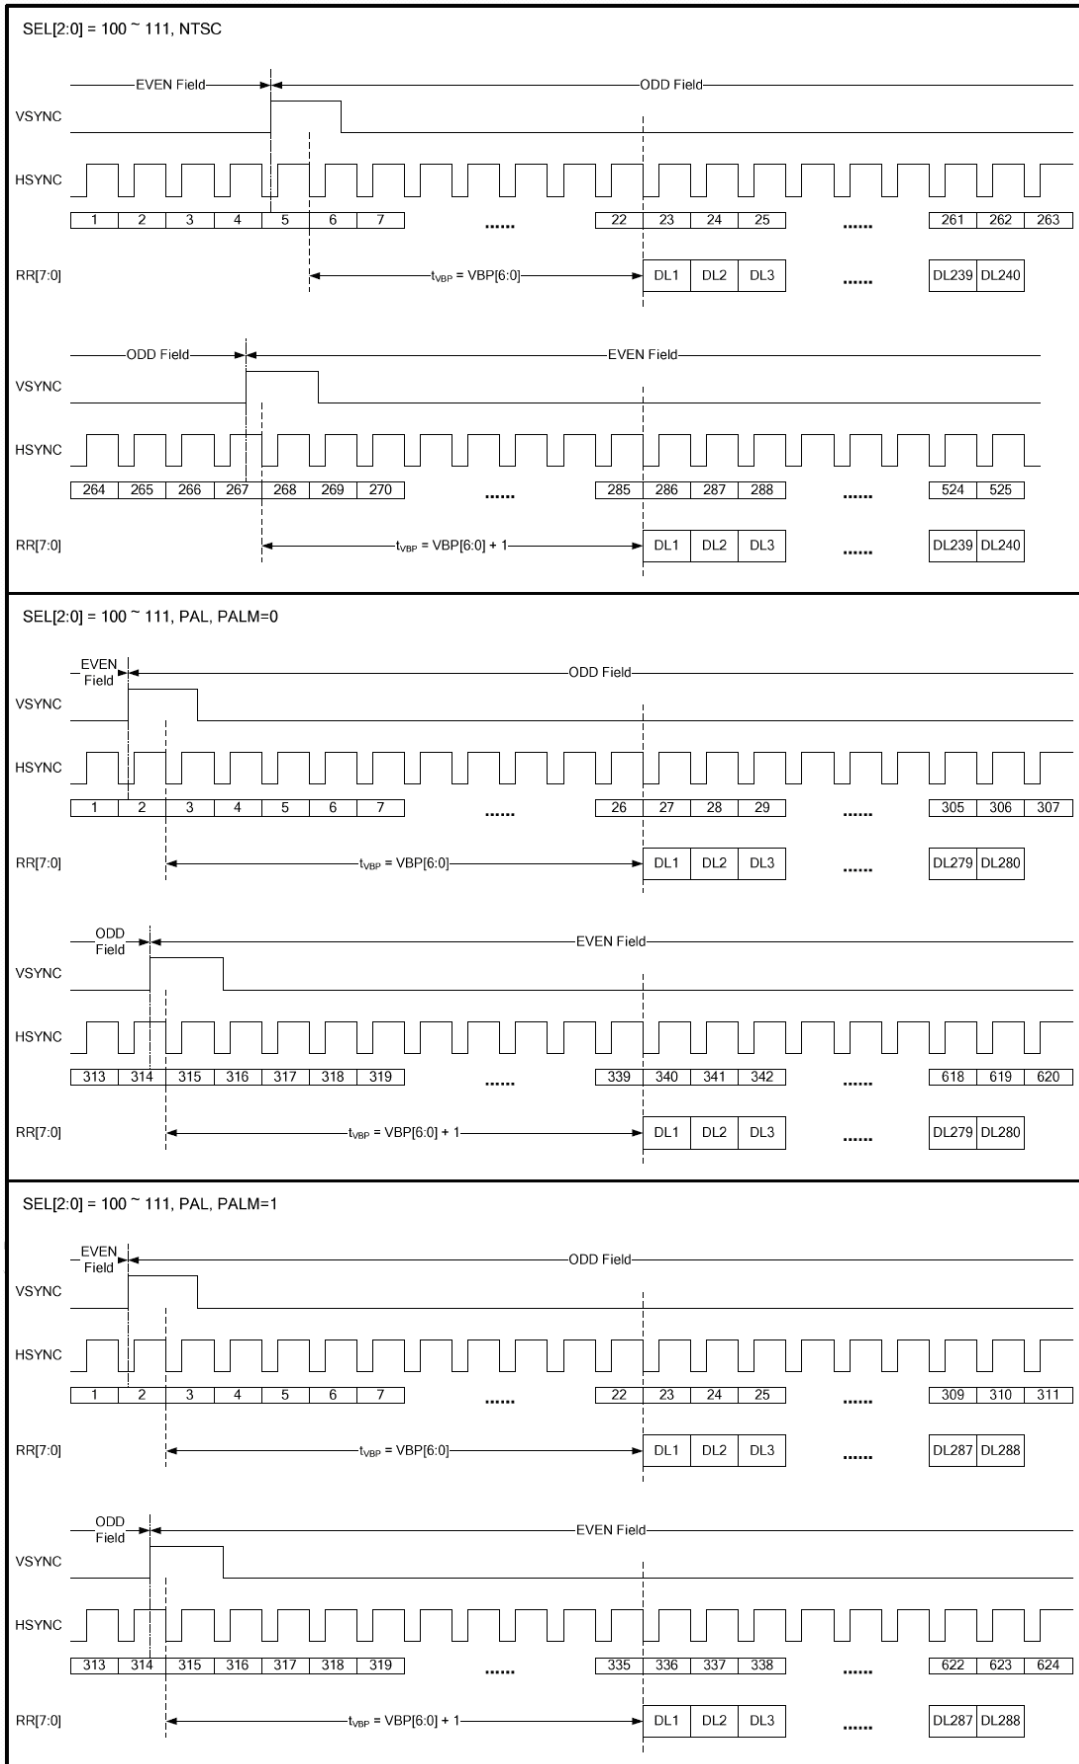 SEL[2:0] = 100 ~ 111, NTSC
EVEN Field ODD Field
VSYNC
HSYNC
1 2 3 4 5 6 7 ...... 22 23 24 25 ...... 261 262 263
RR[7:0] tVBP = VBP[6:0] DL1 DL2 DL3 ...... DL239 DL240
ODD Field EVEN Field
VSYNC
HSYNC
264 265 266 267 268 269 270 ...... 285 286 287 288 ...... 524 525
RR[7:0] tVBP = VBP[6:0] + 1 DL1 DL2 DL3 ...... DL239 DL240
SEL[2:0] = 100 ~ 111, PAL, PALM=0
EVEN
Field ODD Field
VSYNC
HSYNC
1 2 3 4 5 6 7 ...... 26 27 28 29 ...... 305 306 307
RR[7:0] tVBP = VBP[6:0] DL1 DL2 DL3 ...... DL279 DL280
ODD
Field EVEN Field
VSYNC
HSYNC
313 314 315 316 317 318 319 ...... 339 340 341 342 ...... 618 619 620
RR[7:0] tVBP = VBP[6:0] + 1 DL1 DL2 DL3 ...... DL279 DL280
SEL[2:0] = 100 ~ 111, PAL, PALM=1
EVEN
Field ODD Field
VSYNC
HSYNC
1 2 3 4 5 6 7 ...... 22 23 24 25 ...... 309 310 311
RR[7:0] tVBP = VBP[6:0] DL1 DL2 DL3 ...... DL287 DL288
ODD
Field EVEN Field
VSYNC
HSYNC
313 314 315 316 317 318 319 ...... 335 336 337 338 ...... 622 623 624
RR[7:0] tVBP = VBP[6:0] + 1 DL1 DL2 DL3 ...... DL287 DL288